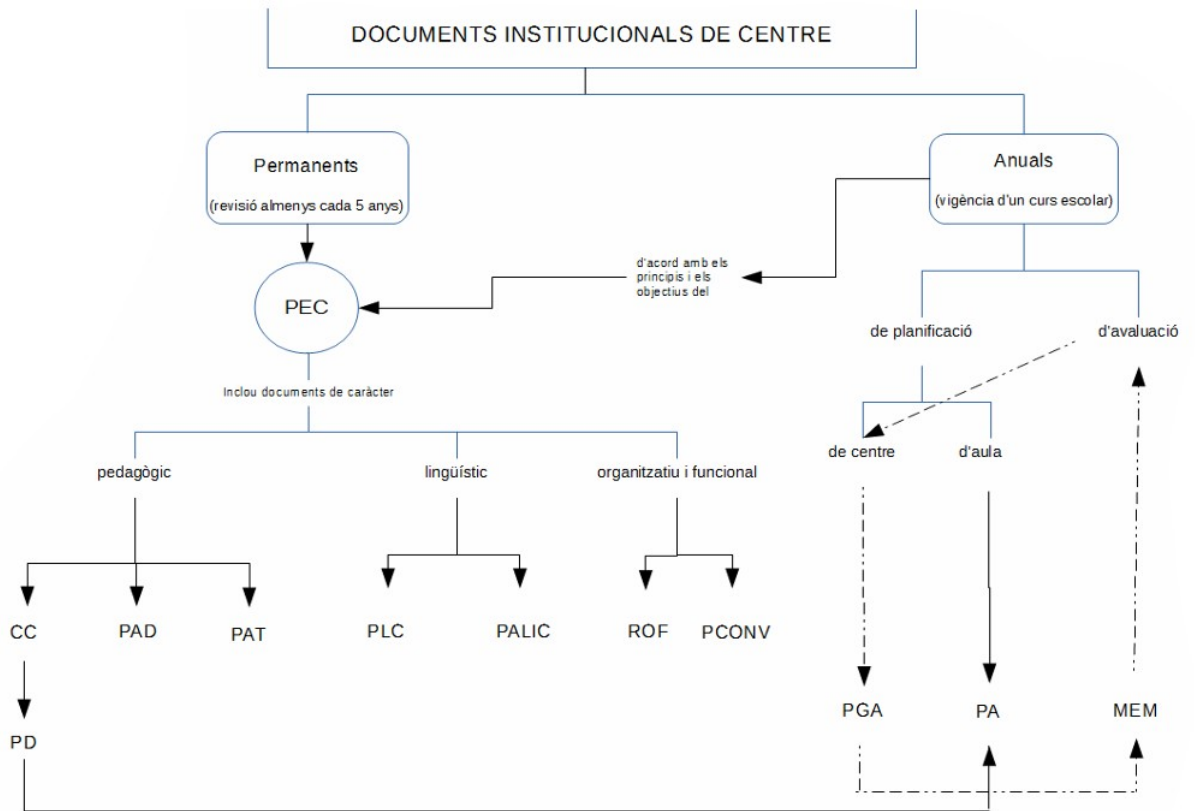 DOCUMENTS INSTITUCIONALS DE CENTRE
Permanents
(revisió almenys cada 5 anys)
Anuals
(vigència d'un curs escolar)
d'acord amb els
principis i els
objectius del
PEC
de planificació
d'avaluació
Inclou documents de caràcter
pedagògic
lingüístic
organitzatiu i funcional
de centre
d'aula
CC
PAD
PAT
PLC
PALIC
ROF
PCONV
PGA
PA
MEM
PD